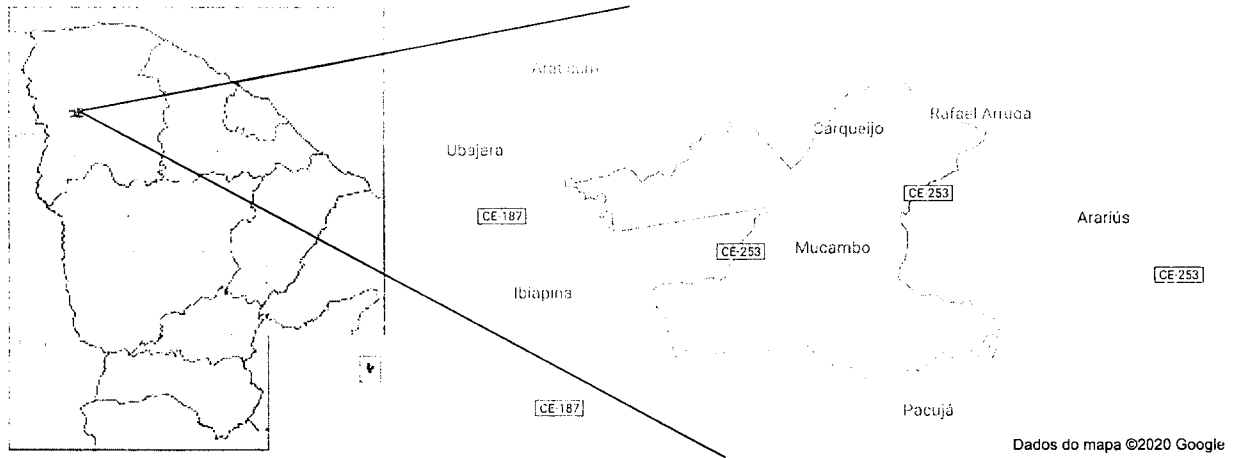 Araticum
Rafael Arruda
Carqueijo
Ubajara
CE-253
CE-187
Arariús
CE-253
Mucambo
CE-253
Ibiapina
CE-187
Pacujá
Dados do mapa ©2020 Google